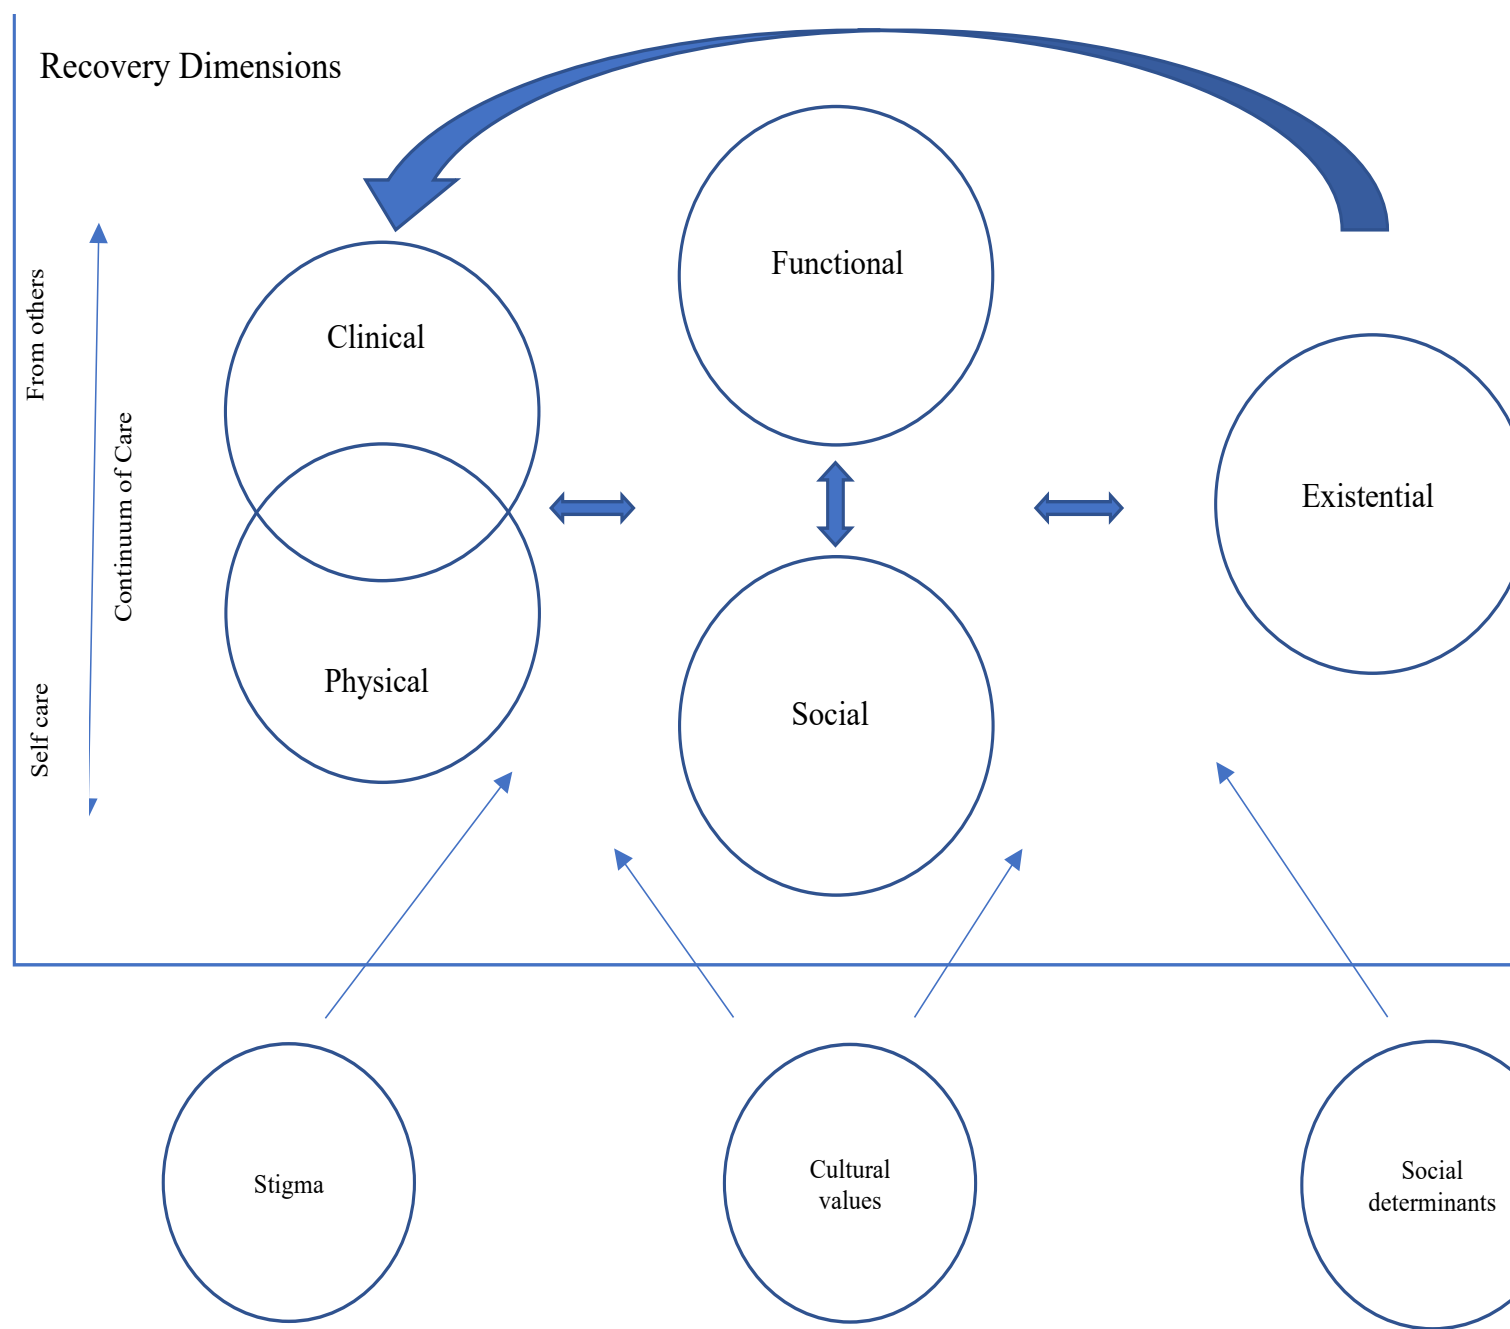 Recovery Dimensions
Functional
From others
Clinical
Continuum of Care
Existential
Physical
Self care
Social
Stigma
Cultural
values
Social
determinants